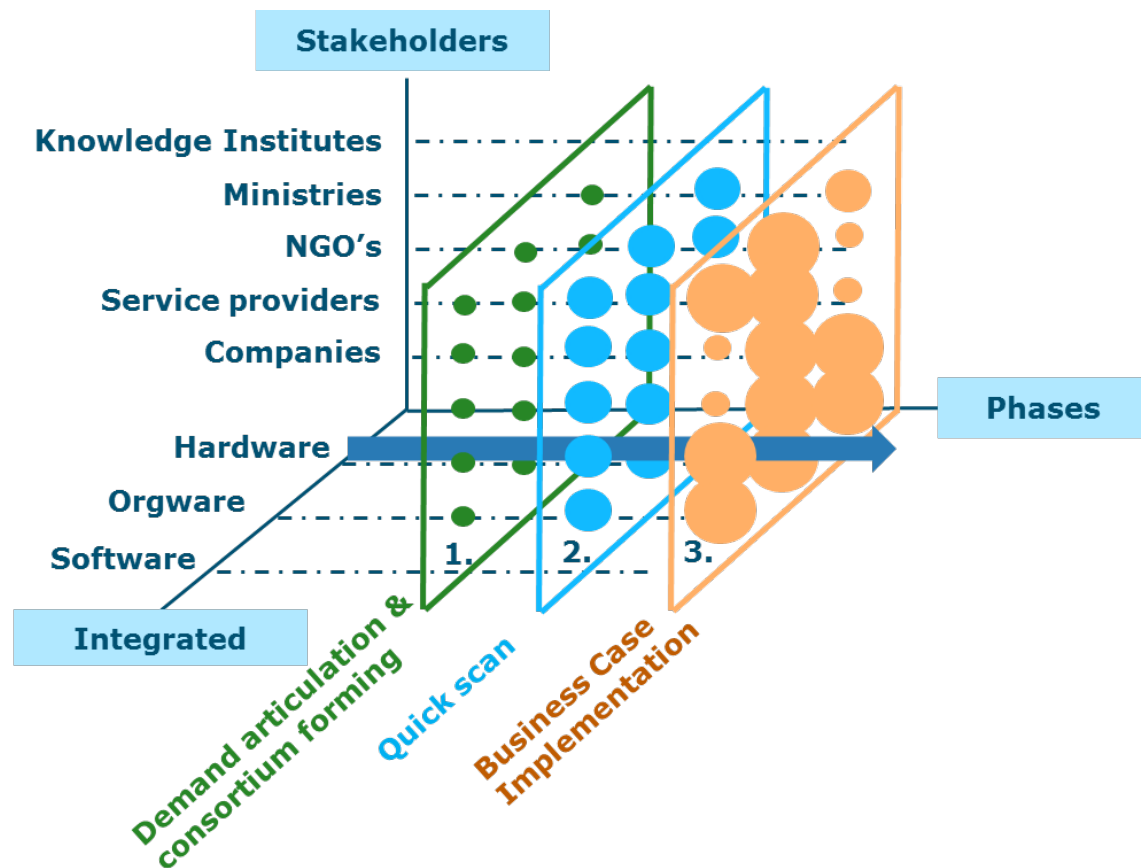 Stakeholders
Knowledge Institutes
Ministries
NGO’s
Service providers
Companies
Phases
Hardware
Orgware
Software
Integrated
1.
2.
3.
Demand articulation &
consortium forming
Quick scan
Business Case
Implementation